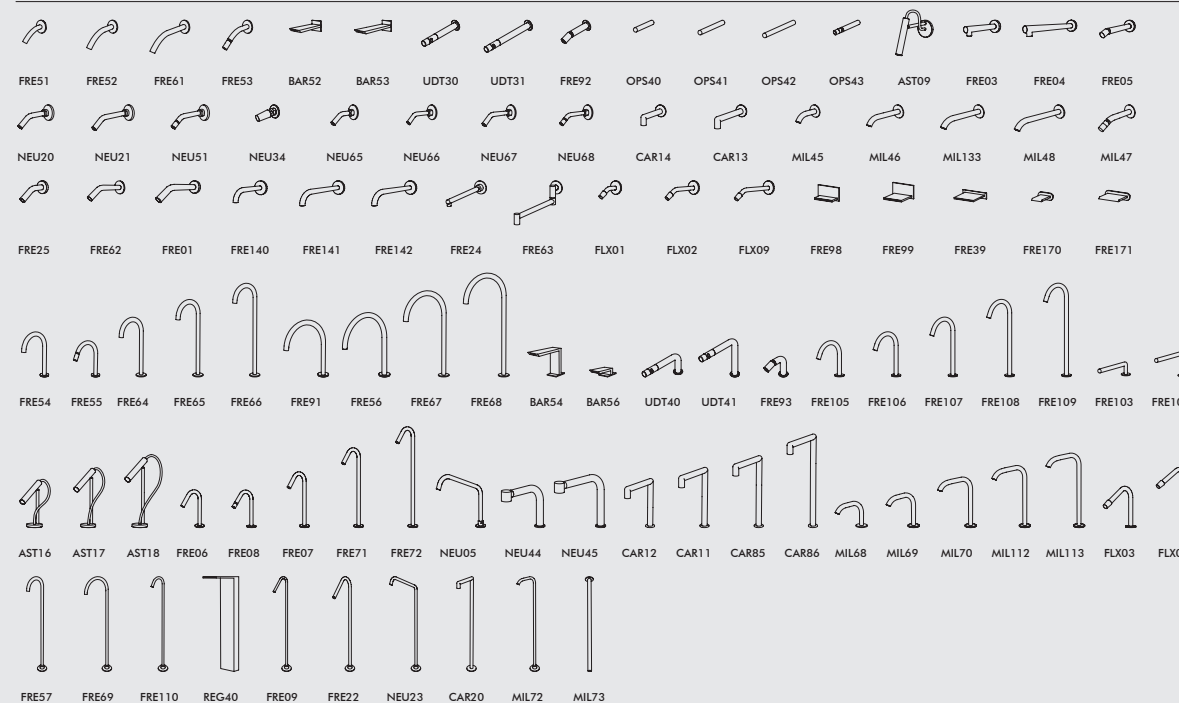 FRE51 FRE52 FRE61 FRE53 BAR52 BAR53 UDT30 UDT31 FRE92 OPS40 OPS41 OPS42 OPS43 AST09 FRE03 FRE04 FRE05
NEU20 NEU21 NEU51 NEU34 NEU65 NEU66 NEU67 NEU68 CAR14 CAR13 MIL45 MIL46 MIL133 MIL48 MIL47
FRE25 FRE62 FRE01 FRE140 FRE141 FRE142 FRE24 FRE63 FLX01 FLX02 FLX09 FRE98 FRE99 FRE39 FRE170 FRE171
FRE54 FRE55 FRE64 FRE65 FRE66 FRE91 FRE56 FRE67 FRE68 BAR54 BAR56 UDT40 UDT41 FRE93 FRE105 FRE106 FRE107 FRE108 FRE109 FRE103
AST16 AST17 AST18 FRE06 FRE08 FRE07 FRE71 FRE72 NEU05 NEU44 NEU45 CAR12 CAR11 CAR85 CAR86 MIL68 MIL69 MIL70 MIL112 MIL113 FLX03
FRE57 FRE69 FRE110 REG40 FRE09 FRE22 NEU23 CAR20 MIL72 MIL73